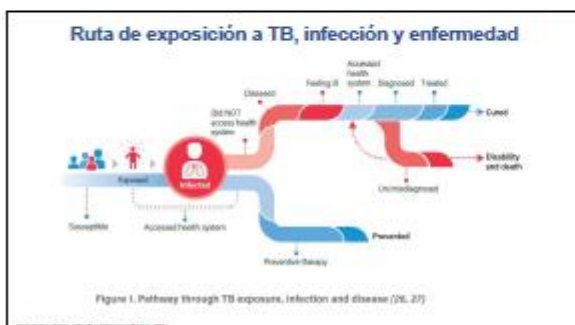 Ruta de exposición a TB, infección y enfermedad
Accessed
health
system
Feeling ill
Diagnosed
Treated
Diseased
Did NOT
access health
system
Cured
Disability
and death
Exposed
Infected
Un/misdiagnosed
Susceptible
Accessed health system
Prevented
Preventive therapy
Figure 1. Pathway through TB exposure, infection and disease (26, 27)